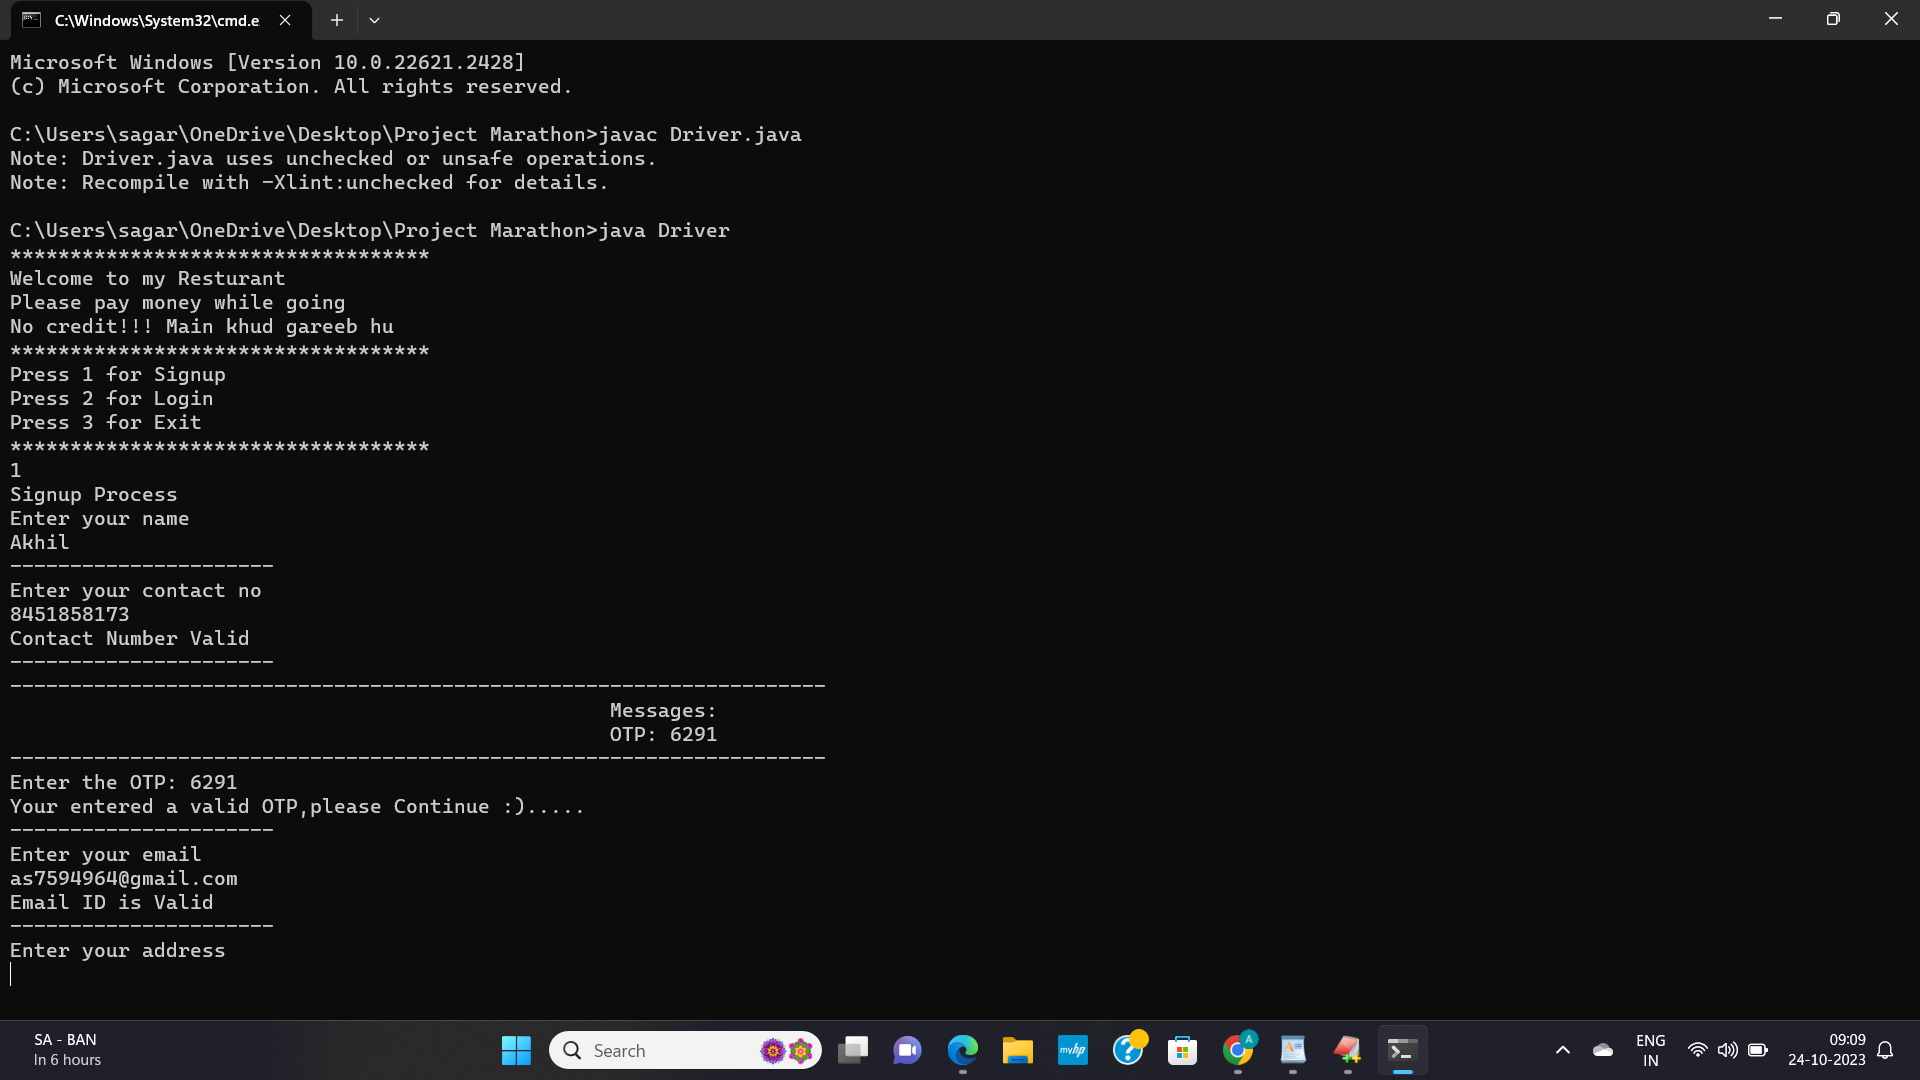 C:\Windows\System32\cmd.e
Microsoft Windows [Version 10.0.22621.2428]
(c) Microsoft Corporation. All rights reserved.
C:\Users\sagar\OneDrive\Desktop\Project Marathon>javac Driver.java
Note: Driver.java uses unchecked or unsafe operations.
Note: Recompile with -Xlint:unchecked for details.
C:\Users\sagar\OneDrive\Desktop\Project Marathon>java Driver
***********************************
Welcome to my Resturant
Please pay money while going
No credit!!! Main khud gareeb hu
***********************************
Press 1 for Signup
Press 2 for Login
Press 3 for Exit
***********************************
1
Signup Process
Enter your name
Akhil
----------------------
Enter your contact no
8451858173
Contact Number Valid
----------------------
--------------------------------------------------------------------
Messages:
OTP: 6291
--------------------------------------------------------------------
Enter the OTP: 6291
Your entered a valid OTP,please Continue :).....
----------------------
Enter your email
as7594964@gmail.com
Email ID is Valid
----------------------
Enter your address
SA - BAN
In 6 hours
Search
myhp
A
ENG
IN
09:09
24-10-2023